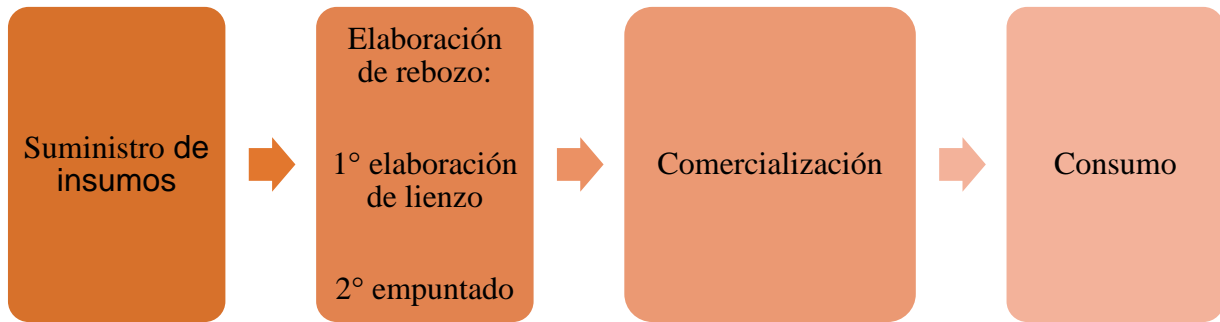 Suministro de
insumos
Elaboración
de rebozo:
1° elaboración
de lienzo
2° empuntado
Comercialización
Consumo